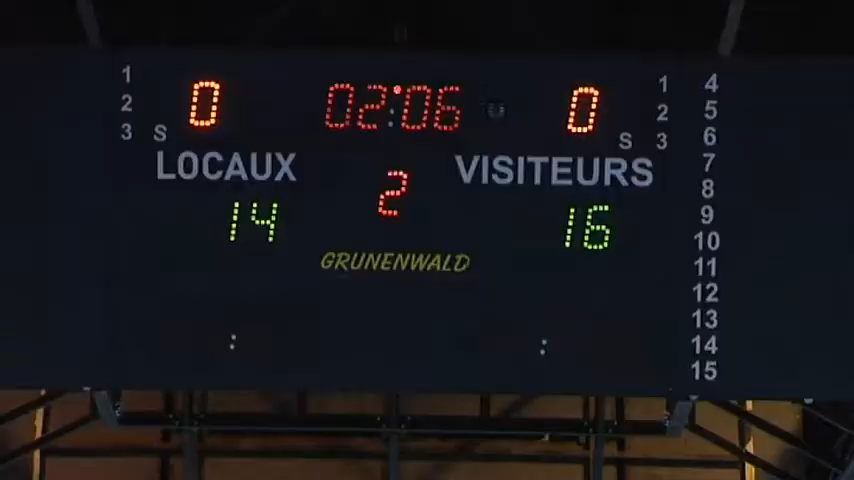 1 0 02:06 0 1 4
2 2 5
3 S S 3 6
LOCAUX VISITEURS 7
2 8
14 16 9
10
GRUNENWALD 11
12
13
: : 14
15